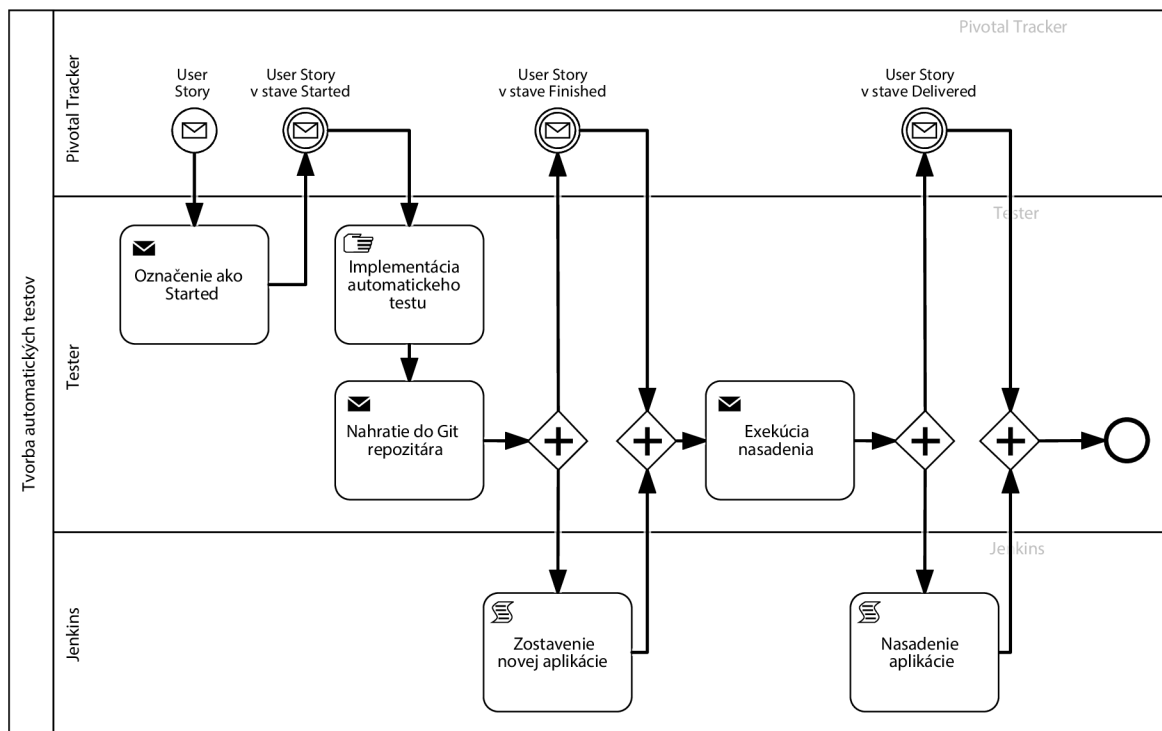 Tvorba automatických testov
Pivotal Tracker
Pivotal Tracker
User
Story
User Story
v stave Started
User Story
v stave Finished
User Story
v stave Delivered
Tester
Tester
Označenie ako
Started
Implementácia
automatickeho
testu
Nahratie do Git
repozitára
Exekúcia
nasadenia
Jenkins
Jenkins
Zostavenie
novej aplikácie
Nasadenie
aplikácie